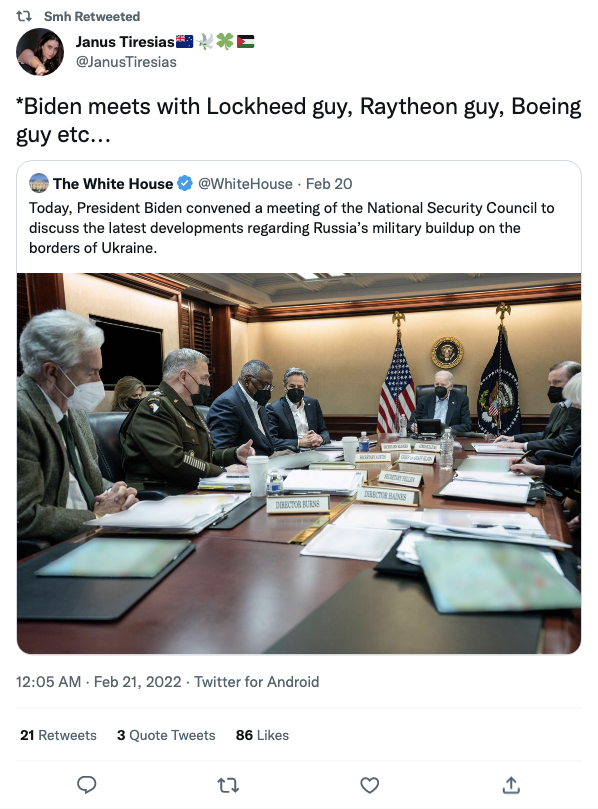 Smh Retweeted
Janus Tiresias🇦🇺🕊️🍀🇵🇸
@JanusTiresias
*Biden meets with Lockheed guy, Raytheon guy, Boeing
guy etc…
The White House @WhiteHouse · Feb 20
Today, President Biden convened a meeting of the National Security Council to
discuss the latest developments regarding Russia's military buildup on the
borders of Ukraine.
SECRETARY YELLEN
DIRECTOR HAINES
DIRECTOR BURNS
12:05 AM · Feb 21, 2022 · Twitter for Android
21 Retweets 3 Quote Tweets 86 Likes